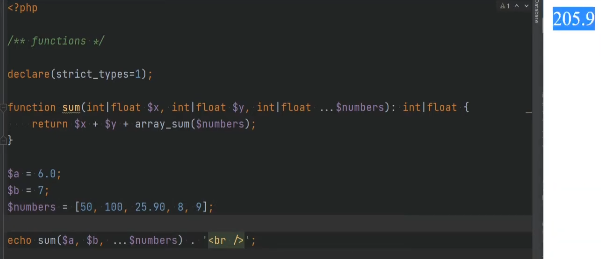 <?php
/** functions */
declare(strict_types=1);
function sum(int|float $x, int|float $y, int|float ...$numbers): int|float {
    return $x + $y + array_sum($numbers);
}
$a = 6.0;
$b = 7;
$numbers = [50, 100, 25.90, 8, 9];
echo sum($a, $b, ...$numbers) . '<br />';
1
205.9